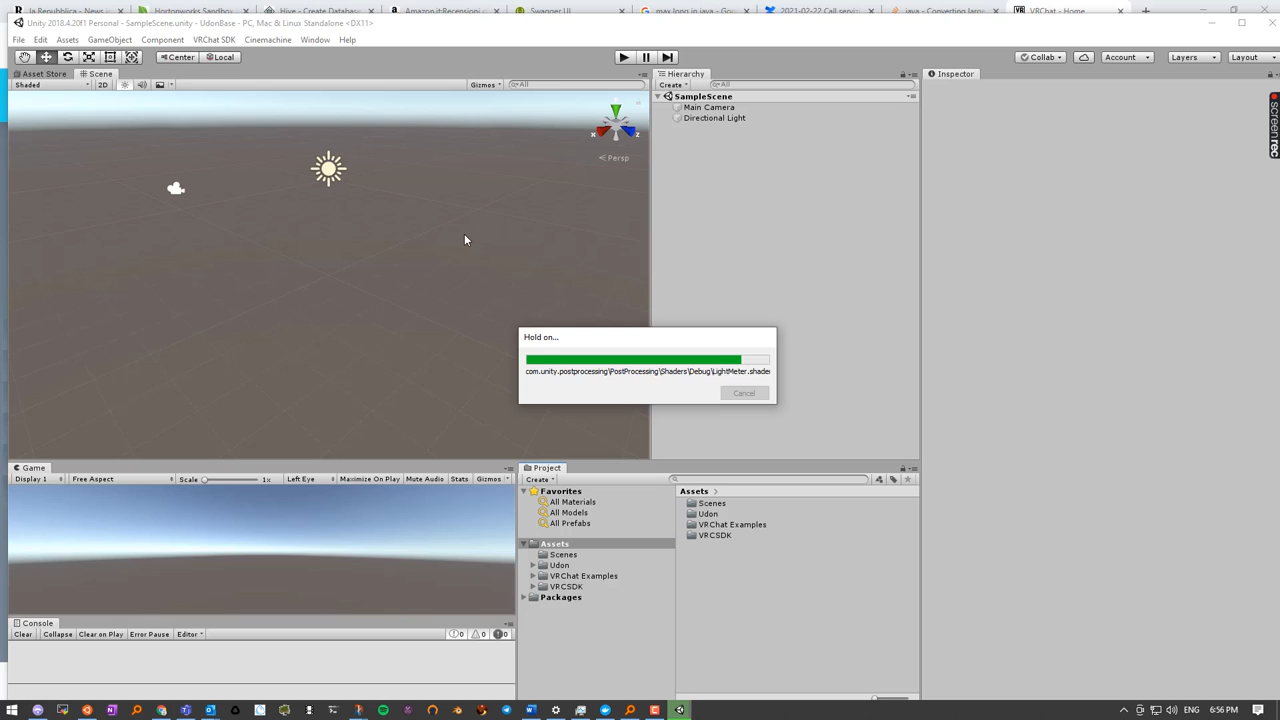 la Repubblica - News
Hortonworks Sandbox
Hive - Create Databa
Amazon.it:Recensioni
Swagger UI
max long in java - Goo
2021-02-22 Call servi
java - Converting larr
VRChat - Home
Unity 2018.4.20f1 Personal - SampleScene.unity - UdonBase - PC, Mac & Linux Standalone <DX11>
File Edit Assets GameObject Component VRChat SDK Cinemachine Window Help
Center Local
Collab Account Layers Layout
Asset Store Scene
Hierarchy
Inspector
Shaded 2D Gizmos All
Create All
SampleScene
Main Camera
Directional Light
x z
Persp
screenrec
Hold on...
com.unity.postprocessing\PostProcessing\Shaders\Debug\LightMeter.shader
Cancel
Game
Display 1 Free Aspect Scale 1x Left Eye Maximize On Play Mute Audio Stats Gizmos
Project
Create
Favorites
All Materials
All Models
All Prefabs
Assets
Scenes
Udon
VRChat Examples
VRCSDK
Packages
Assets
Scenes
Udon
VRChat Examples
VRCSDK
Console
Clear Collapse Clear on Play Error Pause Editor 0 0 0
6:56 PM